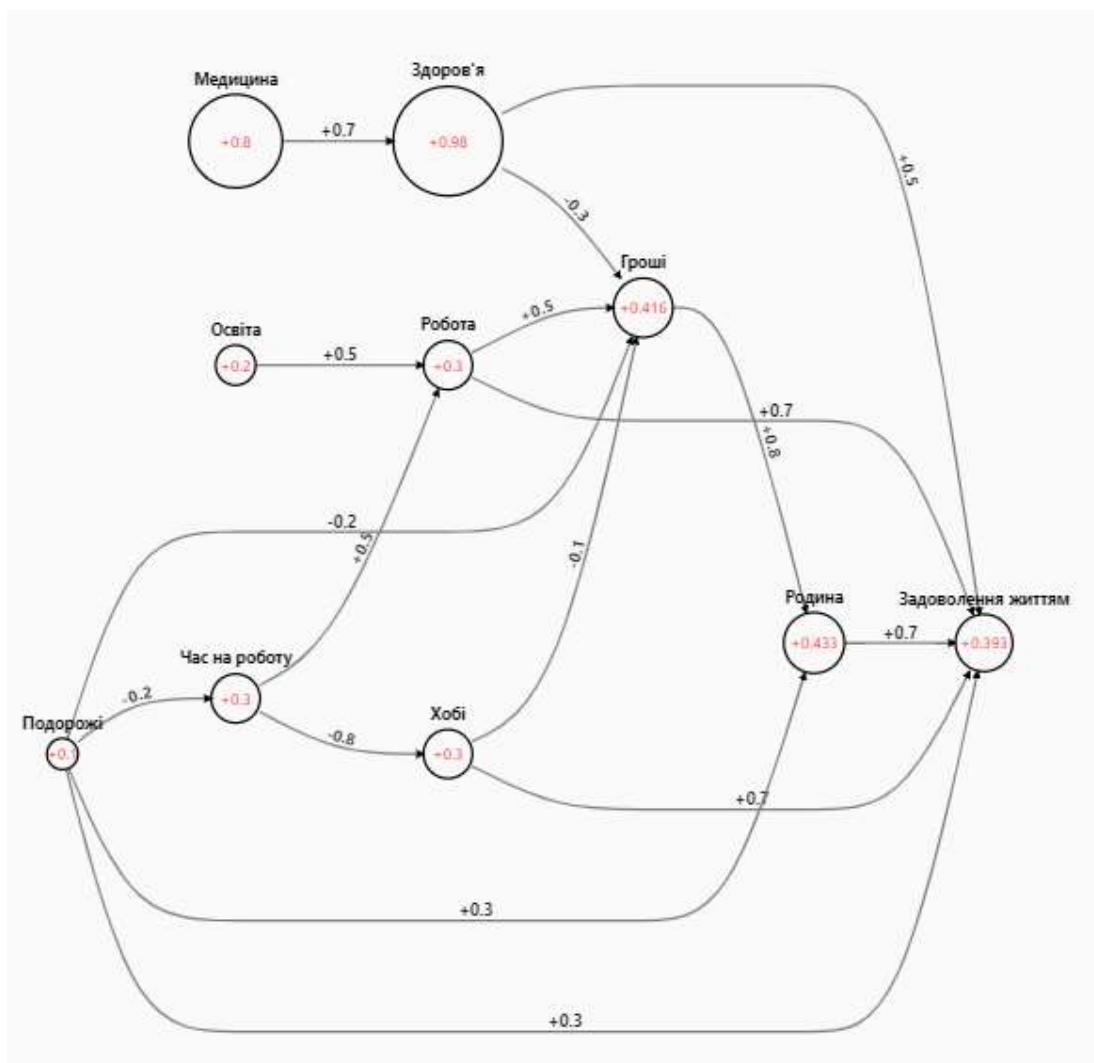 Здоров'я
Медицина
+0.8
+0.7
+0.98
+0.5
-0.3
Гроші
+0.416
Освіта
+0.2
+0.5
Робота
+0.3
+0.5
+0.7
+0.8
-0.2
+0.5
-0.1
Родина
+0.433
+0.7
Задоволення життям
+0.393
Час на роботу
+0.3
-0.2
Подорожі
-0.8
Хобі
+0.3
+0.7
+0.3
+0.3